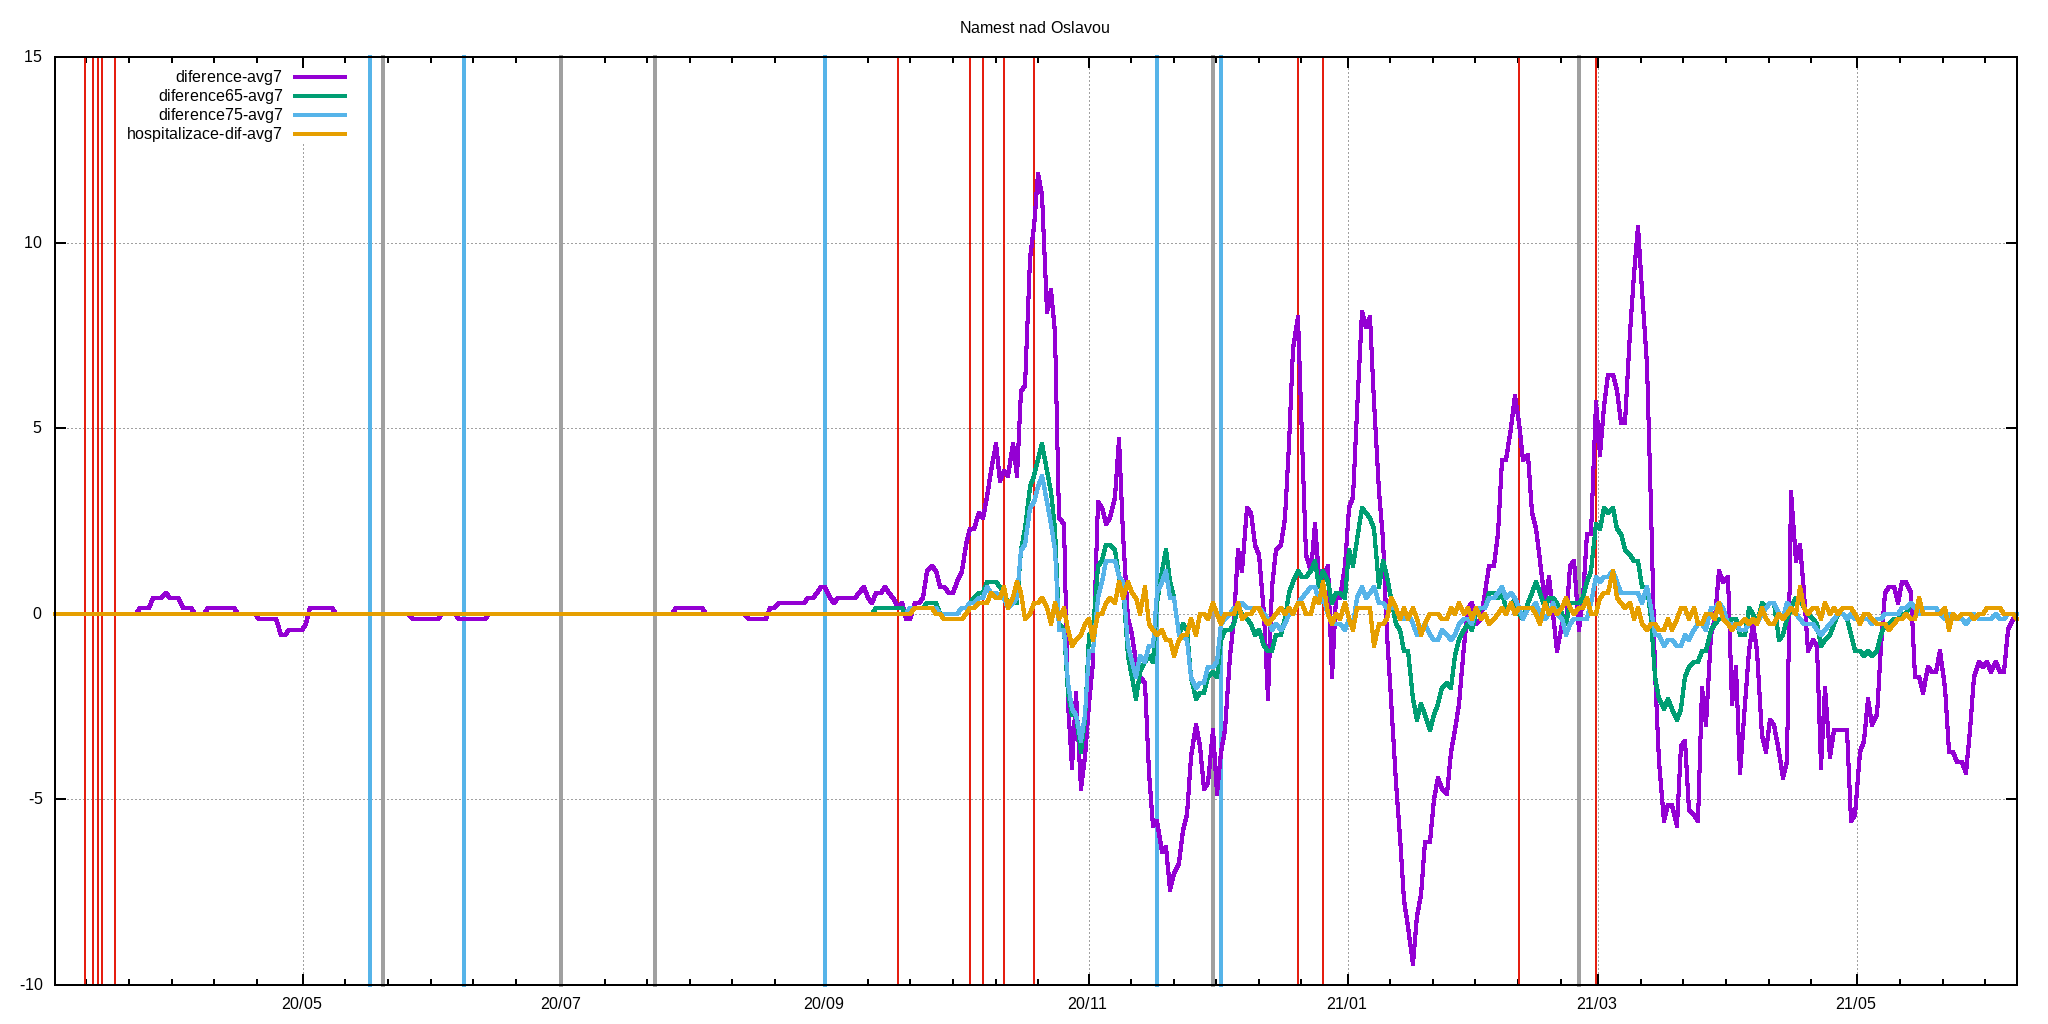 Namest nad Oslavou
15
diference-avg7
diference65-avg7
diference75-avg7
hospitalizace-dif-avg7
10
5
0
-5
-10
20/05 20/07 20/09 20/11 21/01 21/03 21/05